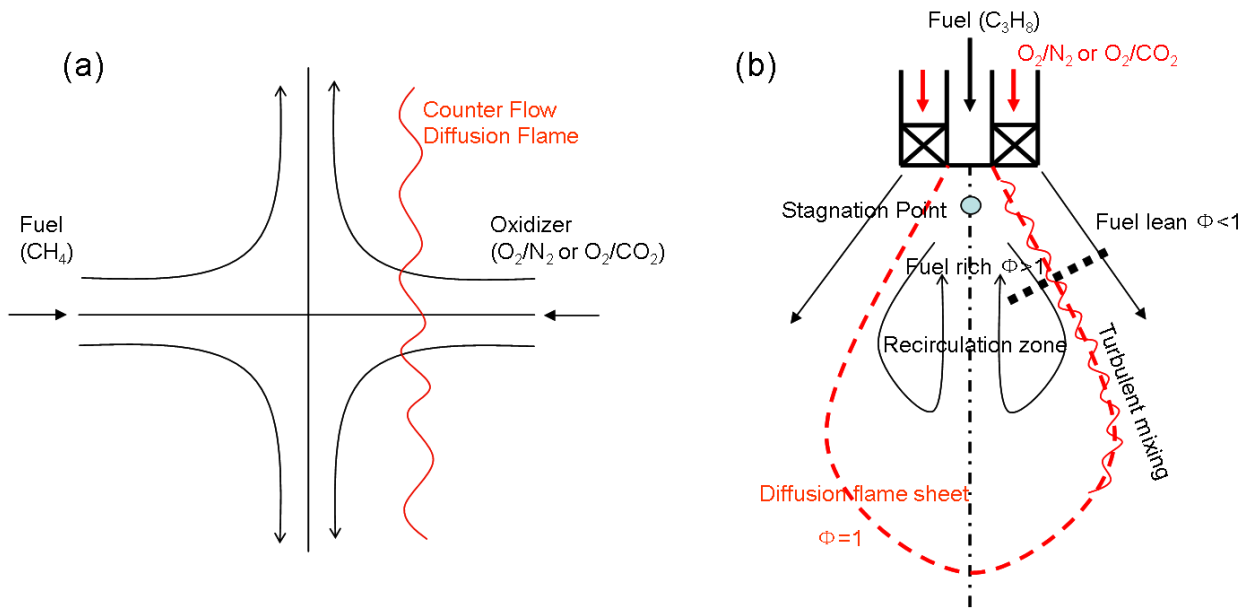 (a)
Counter Flow
Diffusion Flame
Fuel
(CH₄)
Oxidizer
(O₂/N₂ or O₂/CO₂)
(b)
Fuel (C₃H₈)
O₂/N₂ or O₂/CO₂
Stagnation Point
Fuel lean Φ<1
Fuel rich Φ>1
Recirculation zone
Turbulent mixing
Diffusion flame sheet
Φ=1